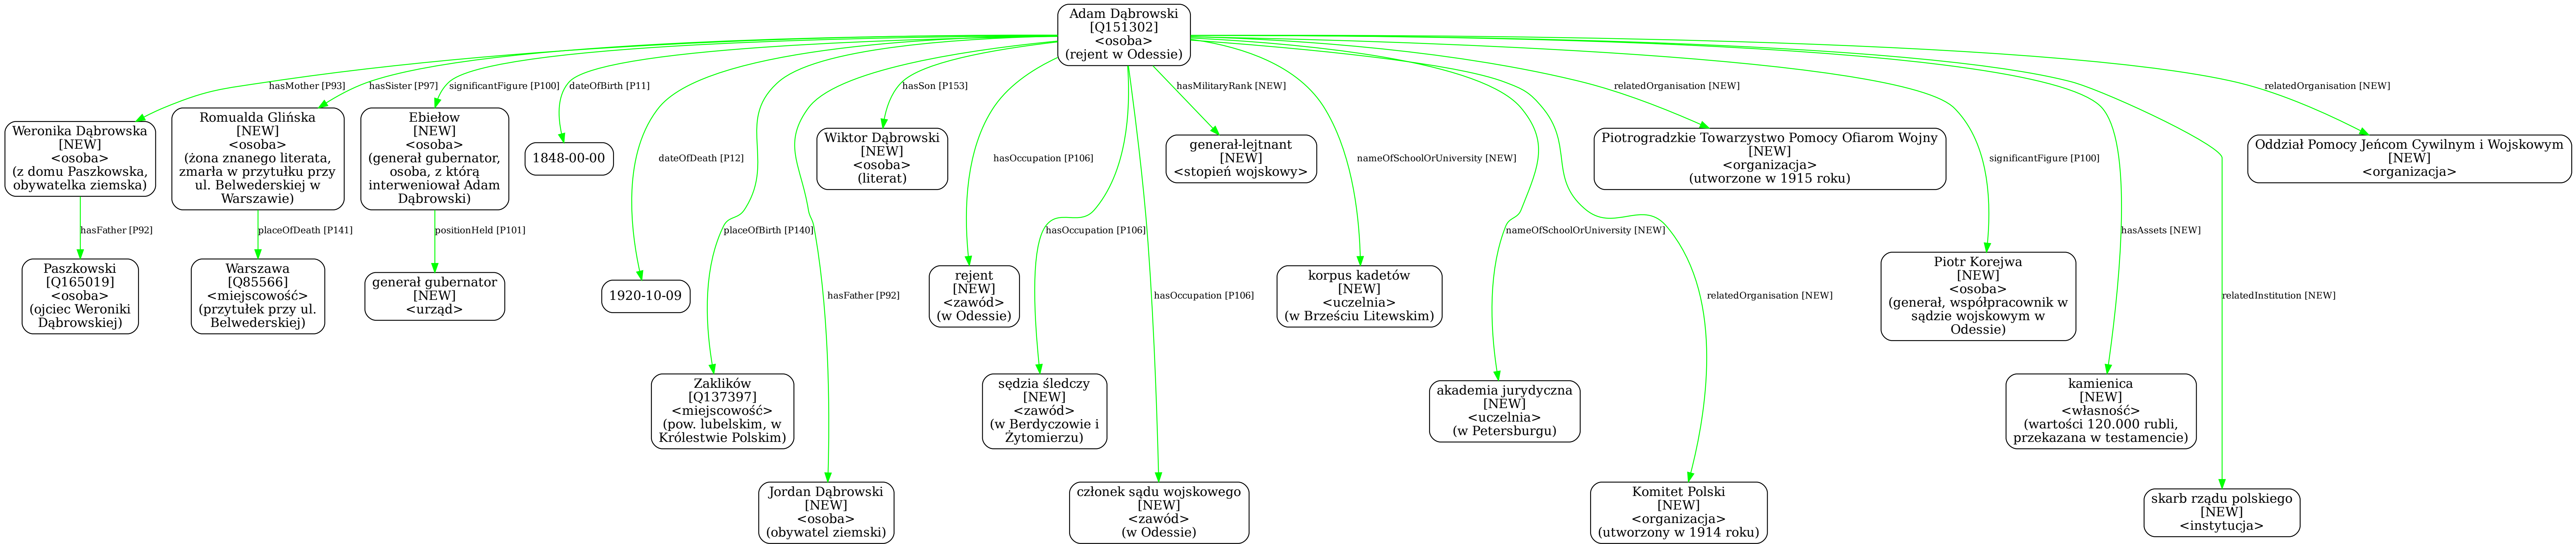 Adam Dąbrowski
[Q151302]
<osoba>
(rejent w Odessie)
hasMother [P93]
hasSister [P97]
significantFigure [P100]
dateOfBirth [P11]
hasSon [P153]
hasMilitaryRank [NEW]
relatedOrganisation [NEW]
relatedOrganisation [NEW]
Weronika Dąbrowska
[NEW]
<osoba>
(z domu Paszkowska,
obywatelka ziemska)
Romualda Glińska
[NEW]
<osoba>
(żona znanego literata,
zmarła w przytułku przy
ul. Belwederskiej w
Warszawie)
Ebiełow
[NEW]
<osoba>
(generał gubernator,
osoba, z którą
interweniował Adam
Dąbrowski)
1848-00-00
dateOfDeath [P12]
Wiktor Dąbrowski
[NEW]
<osoba>
(literat)
hasOccupation [P106]
generał-lejtnant
[NEW]
<stopień wojskowy>
nameOfSchoolOrUniversity [NEW]
Piotrogradzkie Towarzystwo Pomocy Ofiarom Wojny
[NEW]
<organizacja>
(utworzone w 1915 roku)
significantFigure [P100]
Oddział Pomocy Jeńcom Cywilnym i Wojskowym
[NEW]
<organizacja>
hasFather [P92]
placeOfDeath [P141]
positionHeld [P101]
placeOfBirth [P140]
hasOccupation [P106]
nameOfSchoolOrUniversity [NEW]
hasAssets [NEW]
Paszkowski
[Q165019]
<osoba>
(ojciec Weroniki
Dąbrowskiej)
Warszawa
[Q85566]
<miejscowość>
(przytułek przy ul.
Belwederskiej)
generał gubernator
[NEW]
<urząd>
1920-10-09
hasFather [P92]
rejent
[NEW]
<zawód>
(w Odessie)
hasOccupation [P106]
korpus kadetów
[NEW]
<uczelnia>
(w Brześciu Litewskim)
relatedOrganisation [NEW]
Piotr Korejwa
[NEW]
<osoba>
(generał, współpracownik w
sądzie wojskowym w
Odessie)
relatedInstitution [NEW]
Zaklików
[Q137397]
<miejscowość>
(pow. lubelskim, w
Królestwie Polskim)
sędzia śledczy
[NEW]
<zawód>
(w Berdyczowie i
Żytomierzu)
akademia jurydyczna
[NEW]
<uczelnia>
(w Petersburgu)
kamienica
[NEW]
<własność>
(wartości 120.000 rubli,
przekazana w testamencie)
Jordan Dąbrowski
[NEW]
<osoba>
(obywatel ziemski)
członek sądu wojskowego
[NEW]
<zawód>
(w Odessie)
Komitet Polski
[NEW]
<organizacja>
(utworzony w 1914 roku)
skarb rządu polskiego
[NEW]
<instytucja>